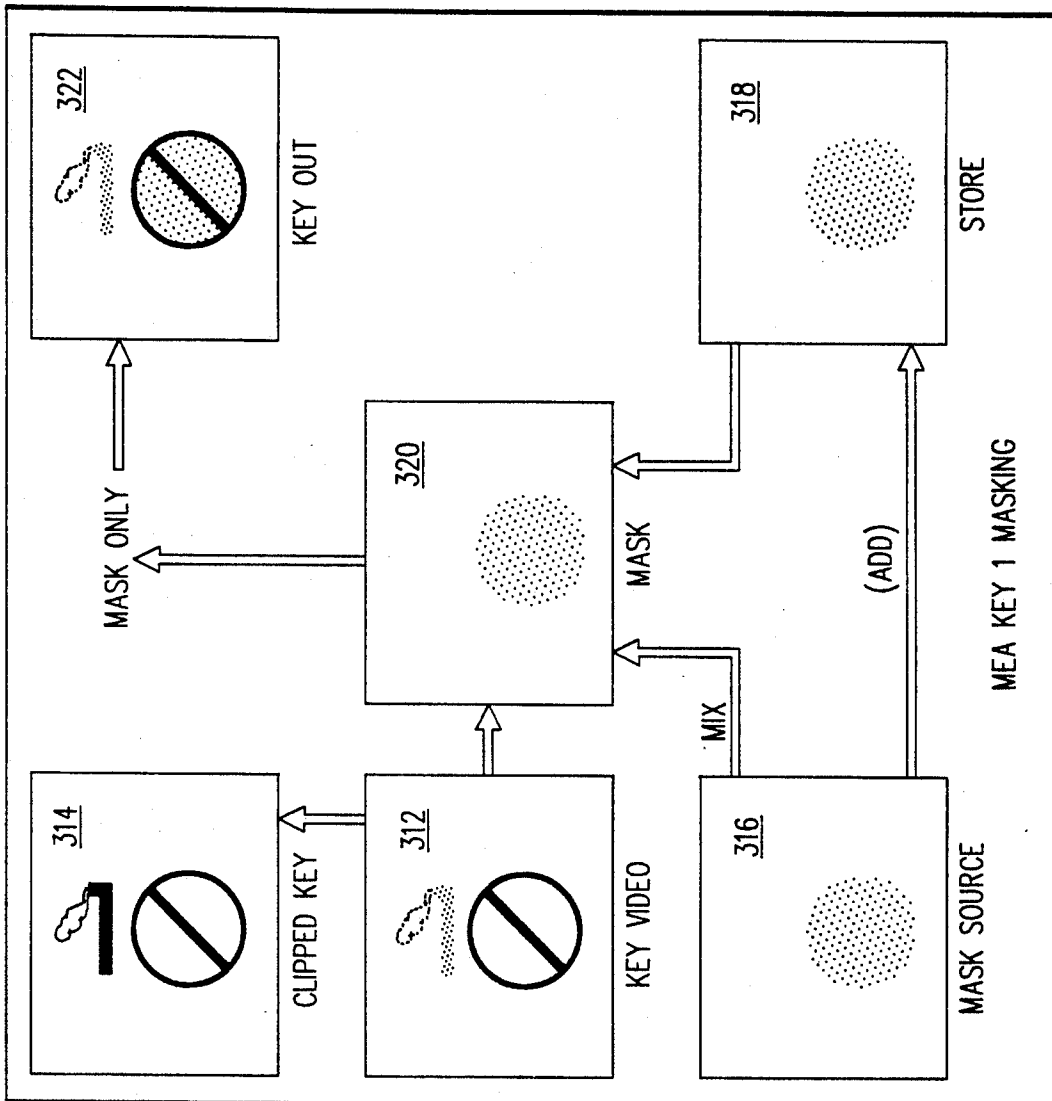 314
322
MASK ONLY
CLIPPED KEY
KEY OUT
312
320
KEY VIDEO
MASK
MIX
316
318
(ADD)
MASK SOURCE
STORE
MEA KEY 1 MASKING